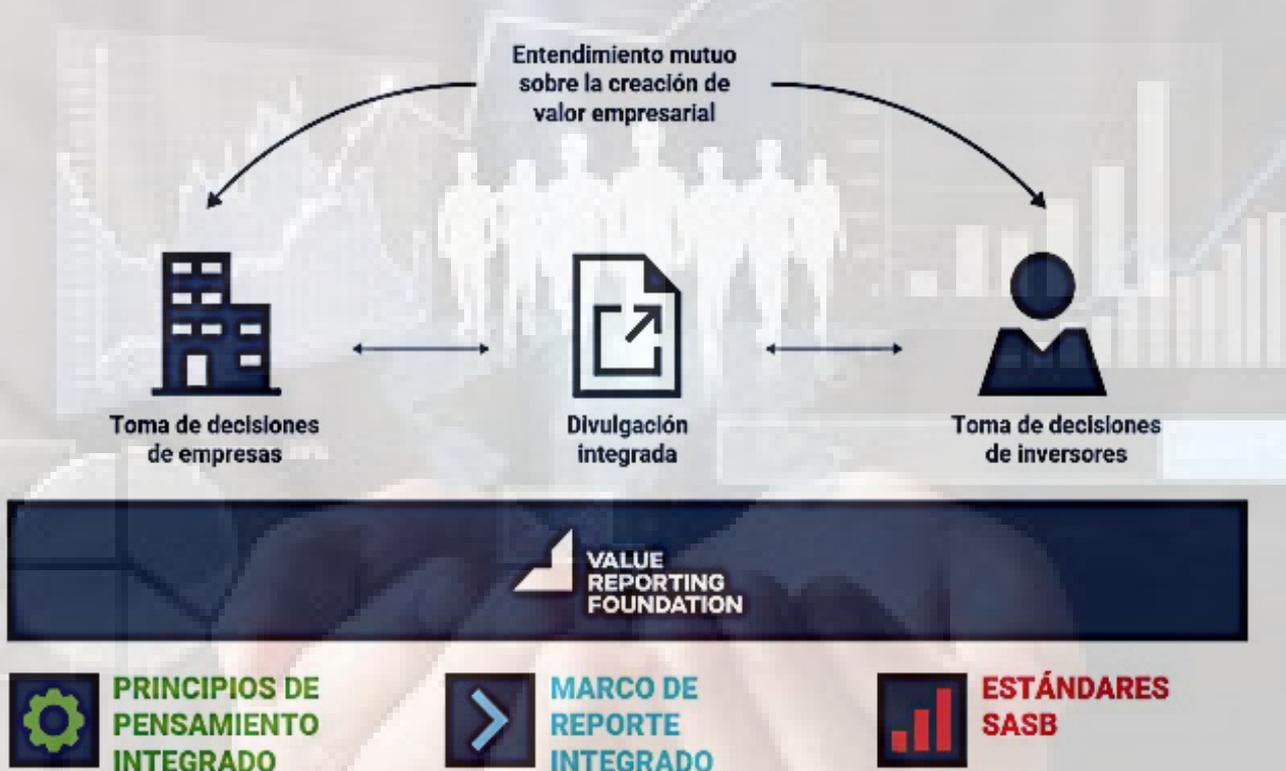 Entendimiento mutuo
sobre la creación de
valor empresarial
Toma de decisiones
de empresas
Divulgación
integrada
Toma de decisiones
de inversores
VALUE
REPORTING
FOUNDATION
PRINCIPIOS DE
PENSAMIENTO
INTEGRADO
MARCO DE
REPORTE
INTEGRADO
ESTÁNDARES
SASB